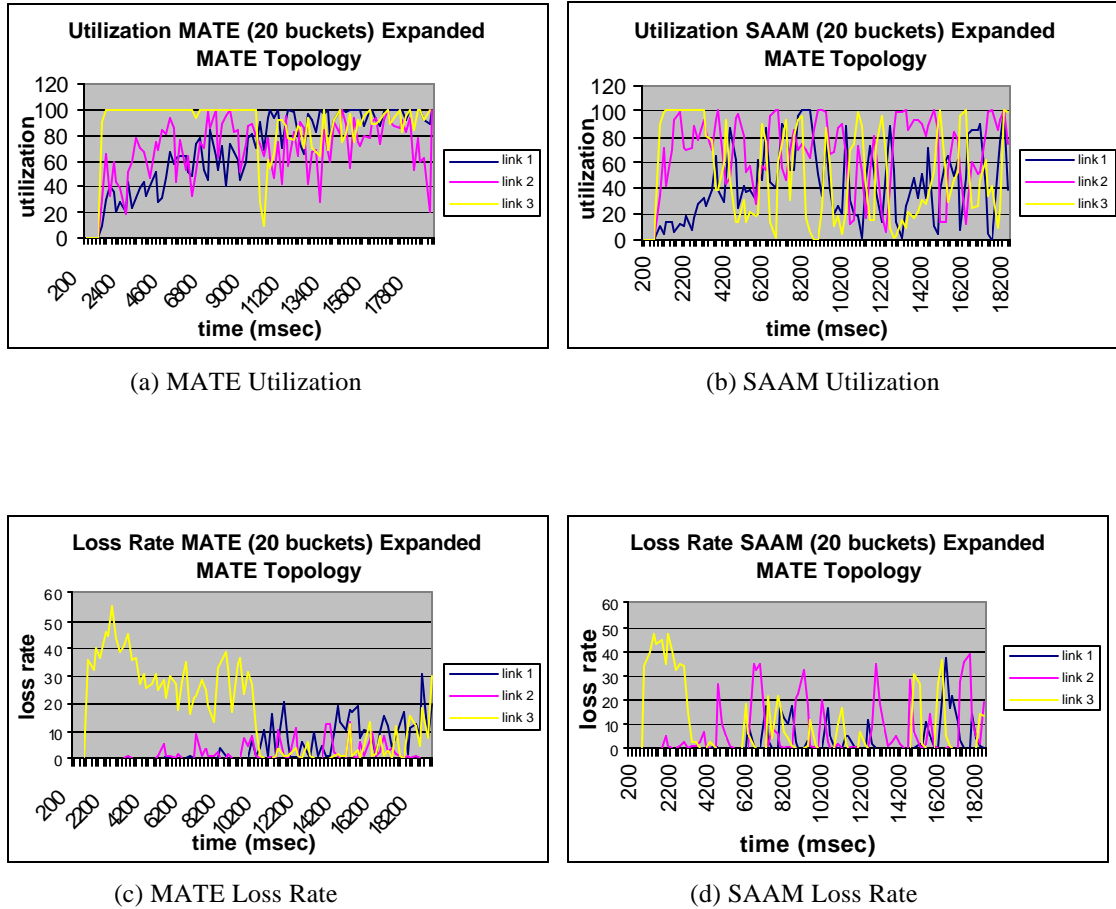 Utilization MATE (20 buckets) Expanded
MATE Topology
utilization
120
100
80
60
40
20
0
200
2400
4600
6800
9000
11200
13400
15600
17800
time (msec)
link 1
link 2
link 3
(a) MATE Utilization
Utilization SAAM (20 buckets) Expanded
MATE Topology
utilization
120
100
80
60
40
20
0
200
2200
4200
6200
8200
10200
12200
14200
16200
18200
time (msec)
link 1
link 2
link 3
(b) SAAM Utilization
Loss Rate MATE (20 buckets) Expanded
MATE Topology
loss rate
60
50
40
30
20
10
0
200
2200
4200
6200
8200
10200
12200
14200
16200
18200
time (msec)
link 1
link 2
link 3
(c) MATE Loss Rate
Loss Rate SAAM (20 buckets) Expanded
MATE Topology
loss rate
60
50
40
30
20
10
0
200
2200
4200
6200
8200
10200
12200
14200
16200
18200
time (msec)
link 1
link 2
link 3
(d) SAAM Loss Rate